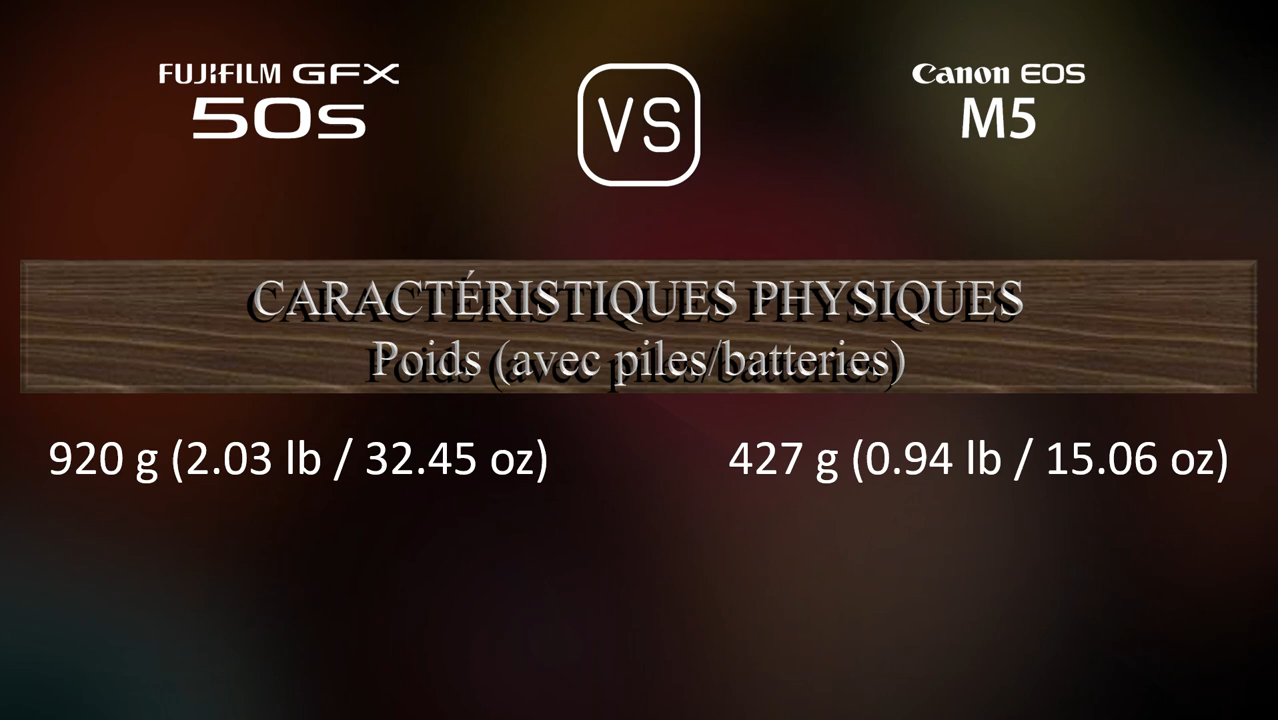 FUJIFILM GFX
50S
VS
Canon EOS
M5
CARACTÉRISTIQUES PHYSIQUES
Poids (avec piles/batteries)
920 g (2.03 lb / 32.45 oz)
427 g (0.94 lb / 15.06 oz)